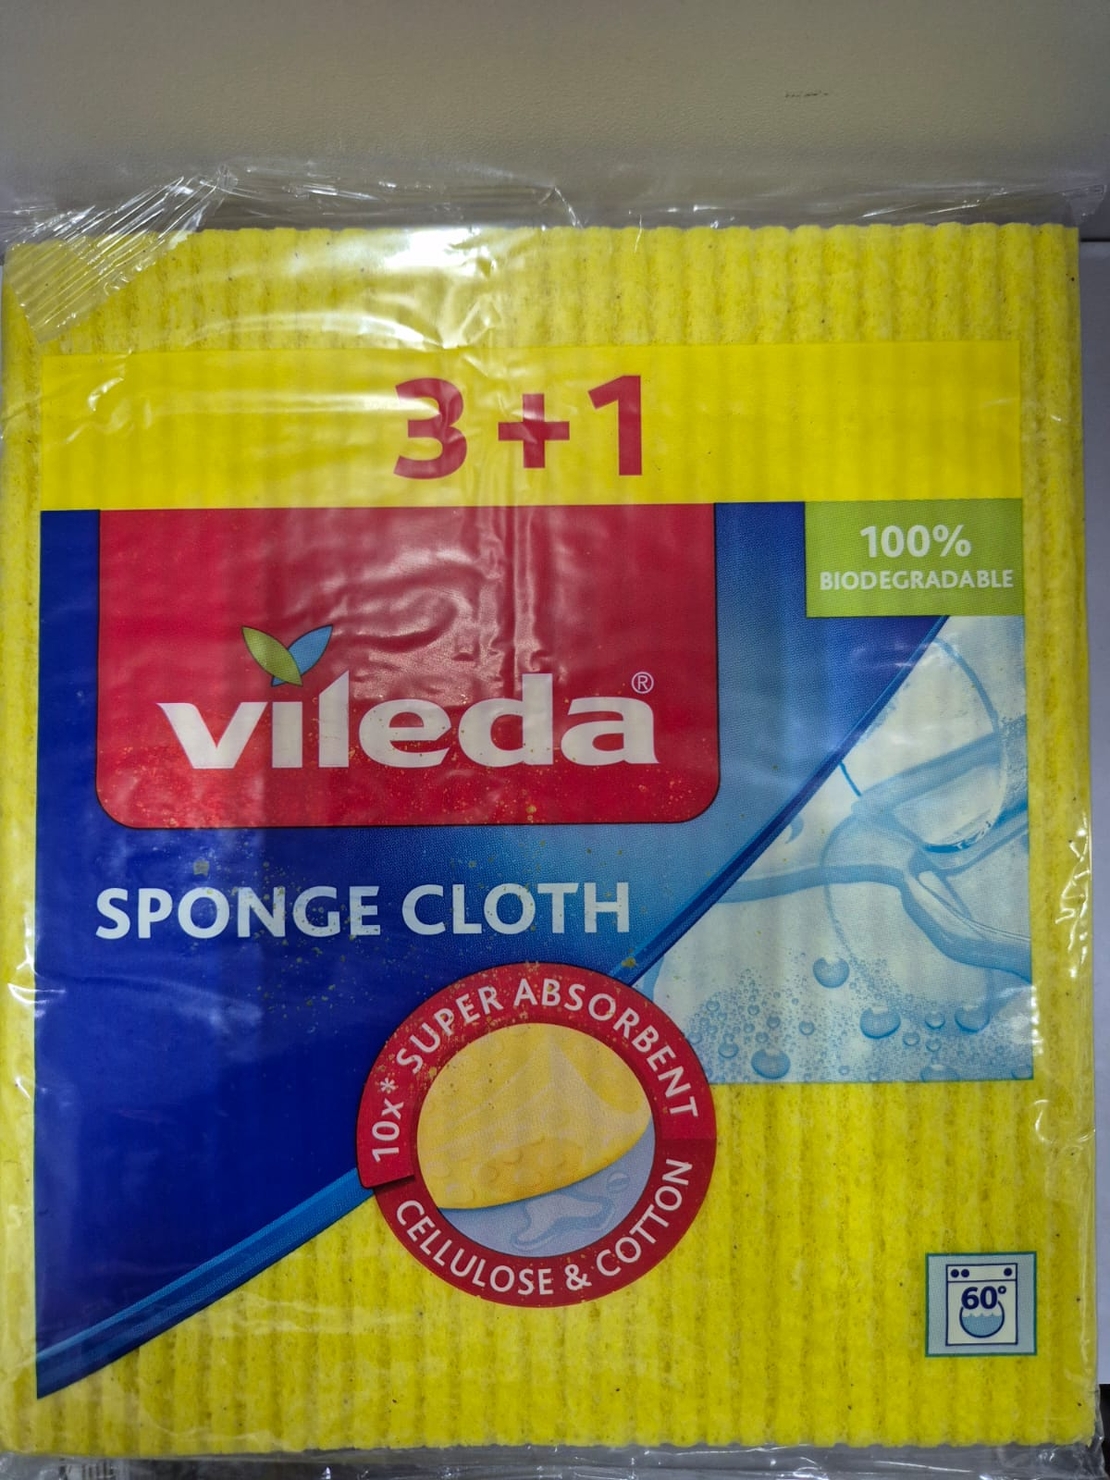 3+1
100%
BIODEGRADABLE
vileda®
SPONGE CLOTH
10x* SUPER ABSORBENT
CELLULOSE & COTTON
60°